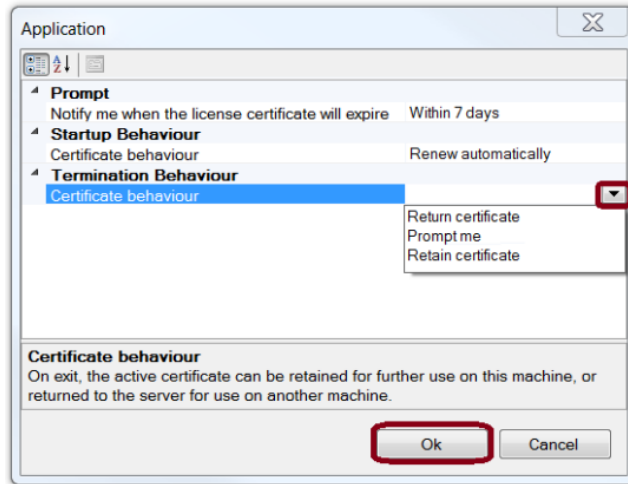 Application
Prompt
Notify me when the license certificate will expire Within 7 days
Startup Behaviour
Certificate behaviour Renew automatically
Termination Behaviour
Certificate behaviour
Return certificate
Prompt me
Retain certificate
Certificate behaviour
On exit, the active certificate can be retained for further use on this machine, or
returned to the server for use on another machine.
Ok Cancel